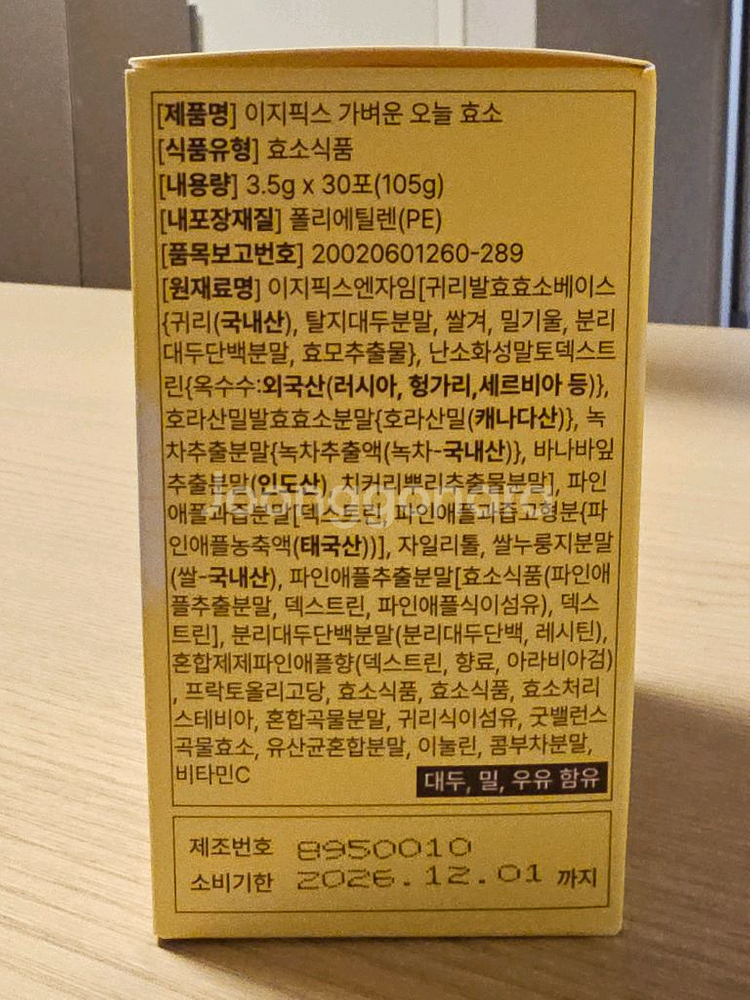 [제품명] 이지픽스 가벼운 오늘 효소
[식품유형] 효소식품
[내용량] 3.5g x 30포(105g)
[내포장재질] 폴리에틸렌(PE)
[품목보고번호] 20020601260-289
[원재료명] 이지픽스엔자임[귀리발효효소베이스
{귀리(국내산), 탈지대두분말, 쌀겨, 밀기울, 분리
대두단백분말, 효모추출물}, 난소화성말토덱스트
린{옥수수:외국산(러시아, 헝가리,세르비아 등)},
호라산밀발효효소분말{호라산밀(캐나다산)}, 녹
차추출분말{녹차추출액(녹차-국내산)}, 바나바잎
추출분말(인도산), 치커리뿌리추출물분말], 파인
애플과즙분말[덱스트린, 파인애플과즙고형분{파
인애플농축액(태국산))], 자일리톨, 쌀누룽지분말
(쌀-국내산), 파인애플추출분말[효소식품(파인애
플추출분말, 덱스트린, 파인애플식이섬유), 덱스
트린], 분리대두단백분말(분리대두단백, 레시틴),
혼합제제파인애플향(덱스트린, 향료, 아라비아검)
, 프락토올리고당, 효소식품, 효소식품, 효소처리
스테비아, 혼합곡물분말, 귀리식이섬유, 굿밸런스
곡물효소, 유산균혼합분말, 이눌린, 콤부차분말,
비타민C 대두, 밀, 우유 함유
제조번호 8950010
소비기한 2026.12.01 까지
Joonggonara